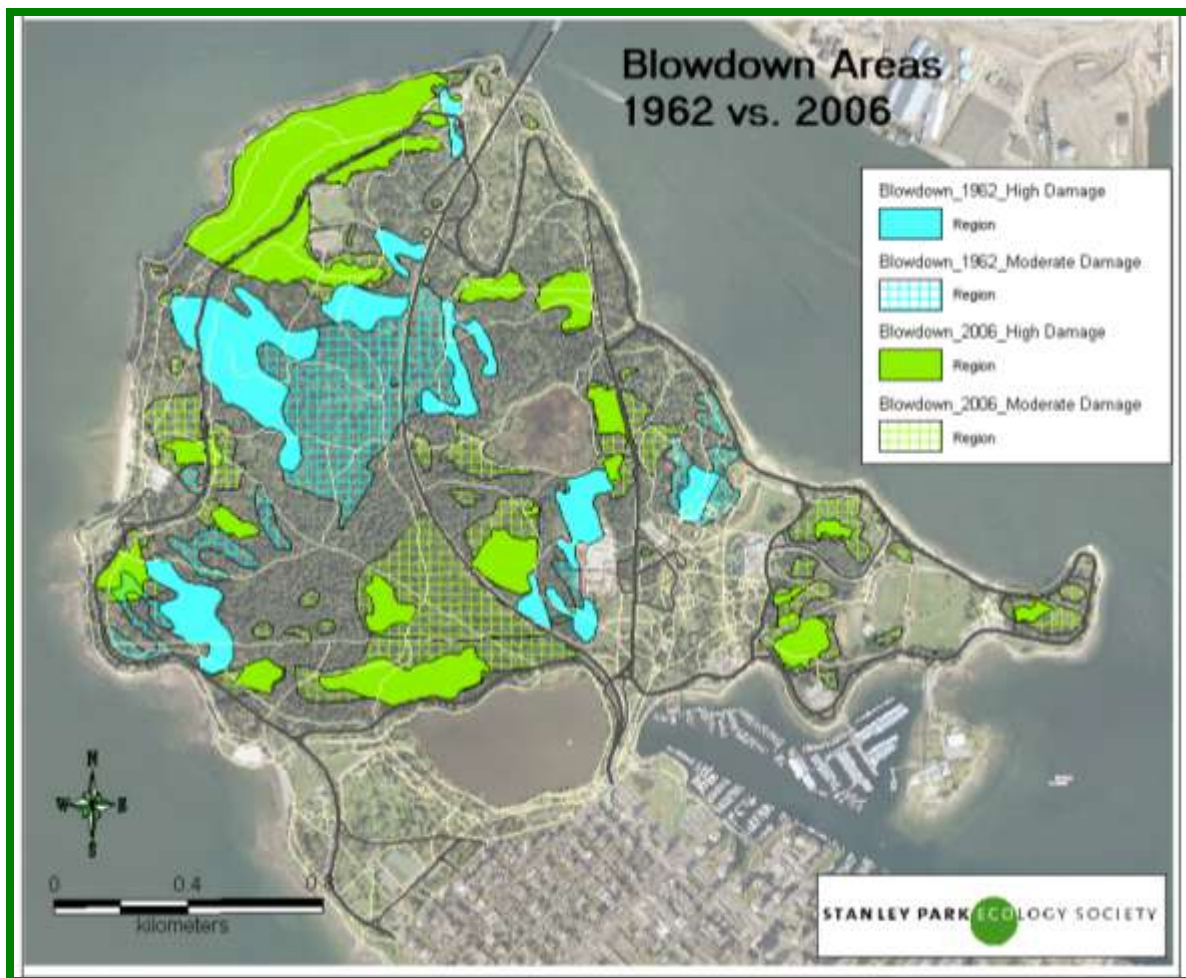 Blowdown Areas
1962 vs. 2006
Blowdown_1962_High Damage
Region
Blowdown_1962_Moderate Damage
Region
Blowdown_2006_High Damage
Region
Blowdown_2006_Moderate Damage
Region
N
W E
S
0 0.4
kilometers
STANLEY PARK ECOLOGY SOCIETY